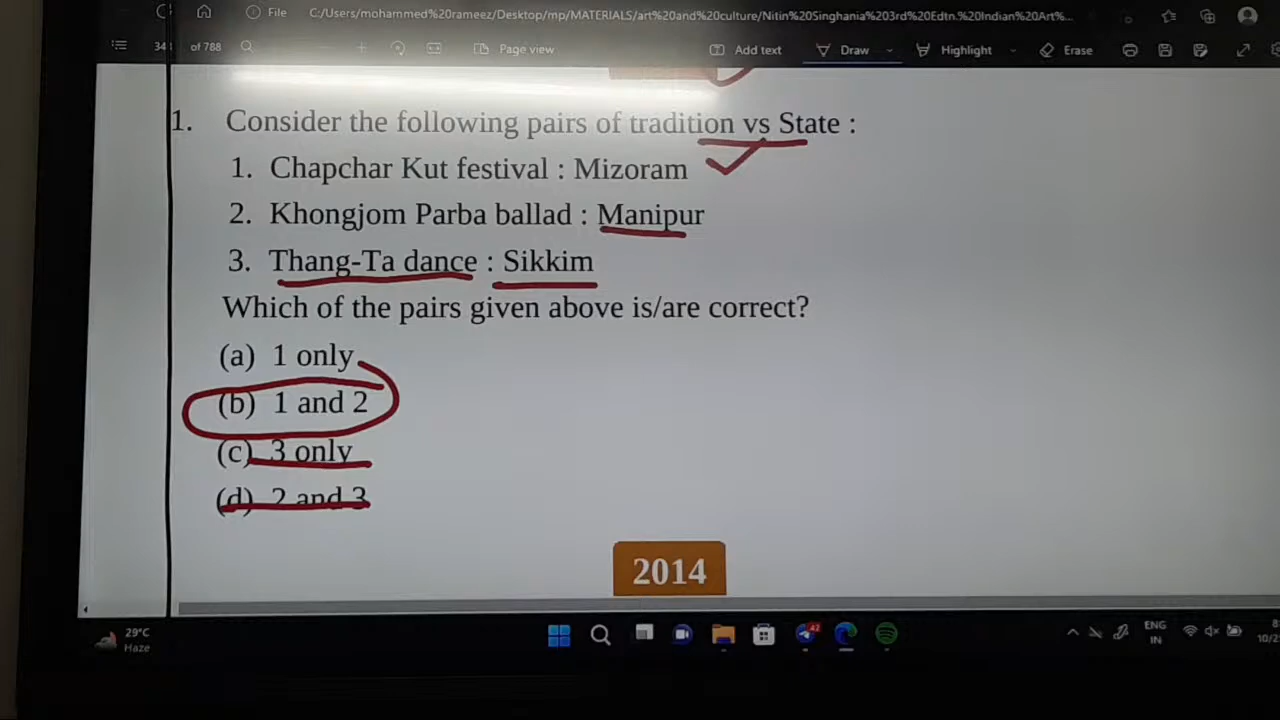 File C:/Users/mohammed%20rameez/Desktop/mp/MATERIALS/art%20and%20culture/Nitin%20Singhania%203rd%20Edtn.%20Indian%20Art%...
34 of 788 Page view Add text Draw Highlight Erase
1. Consider the following pairs of tradition vs State :
1. Chapchar Kut festival : Mizoram
2. Khongjom Parba ballad : Manipur
3. Thang-Ta dance : Sikkim
Which of the pairs given above is/are correct?
(a) 1 only
(b) 1 and 2
(c) 3 only
(d) 2 and 3
2014
29°C
Haze
42
ENG
IN